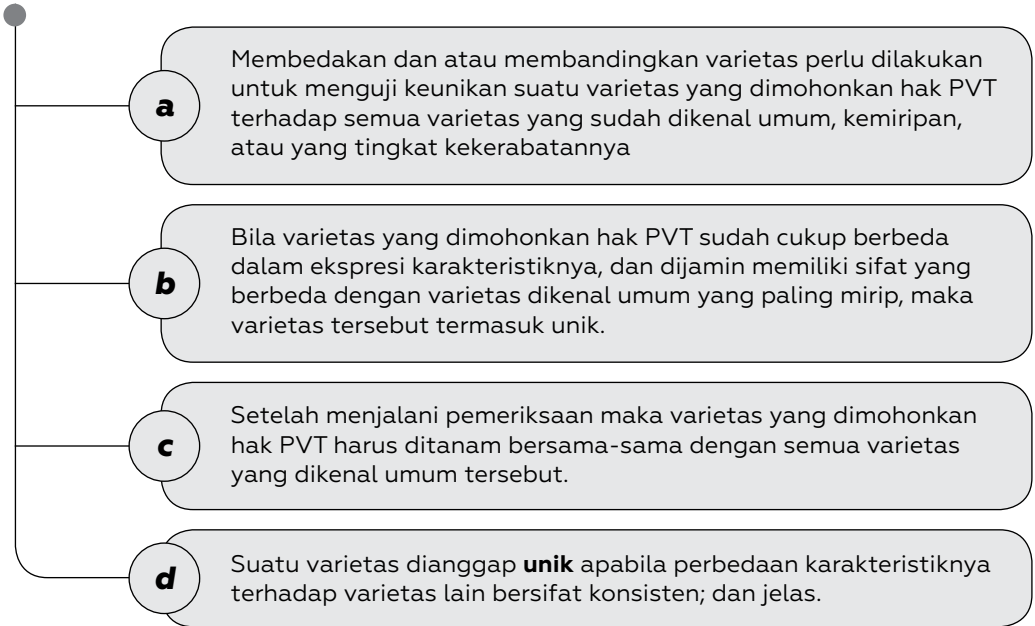 a
Membedakan dan atau membandingkan varietas perlu dilakukan
untuk menguji keunikan suatu varietas yang dimohonkan hak PVT
terhadap semua varietas yang sudah dikenal umum, kemiripan,
atau yang tingkat kekerabatannya
b
Bila varietas yang dimohonkan hak PVT sudah cukup berbeda
dalam ekspresi karakteristiknya, dan dijamin memiliki sifat yang
berbeda dengan varietas dikenal umum yang paling mirip, maka
varietas tersebut termasuk unik.
c
Setelah menjalani pemeriksaan maka varietas yang dimohonkan
hak PVT harus ditanam bersama-sama dengan semua varietas
yang dikenal umum tersebut.
d
Suatu varietas dianggap unik apabila perbedaan karakteristiknya
terhadap varietas lain bersifat konsisten; dan jelas.